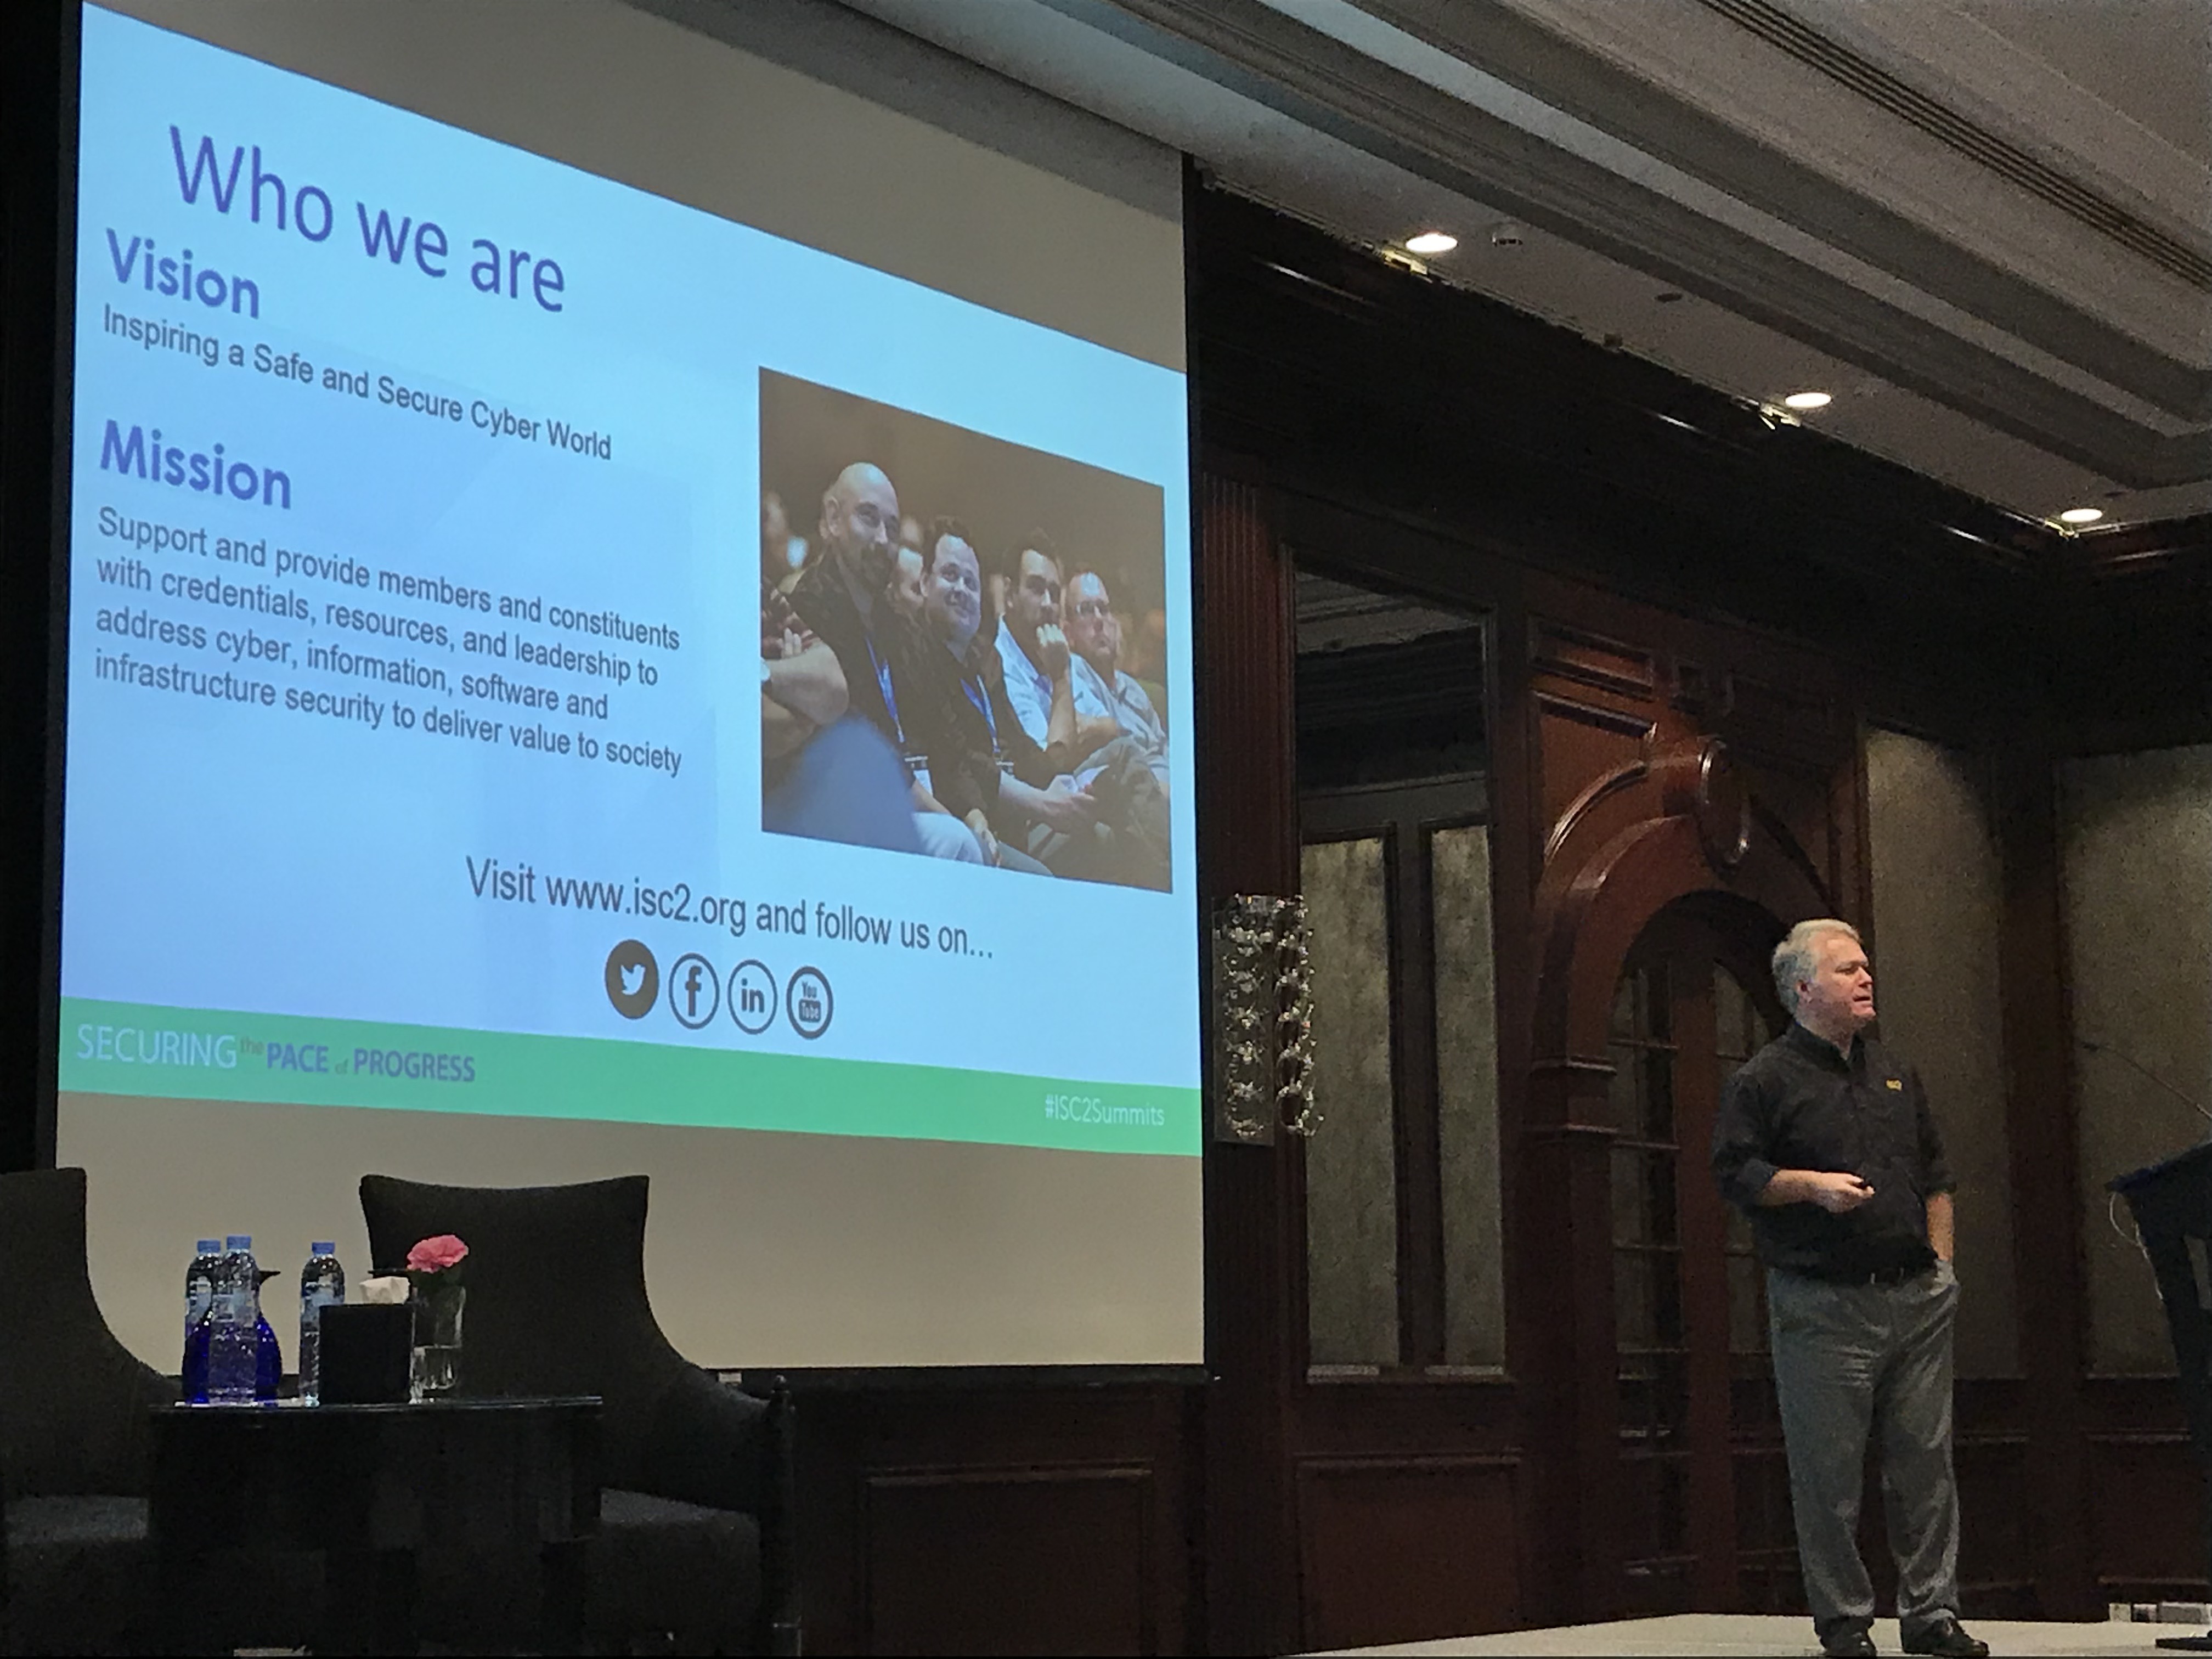 Who we are
Vision
Inspiring a Safe and Secure Cyber World
Mission
Support and provide members and constituents
with credentials, resources, and leadership to
address cyber, information, software and
infrastructure security to deliver value to society
Visit www.isc2.org and follow us on...
f in You Tube
SECURING the PACE of PROGRESS
#ISC2Summits